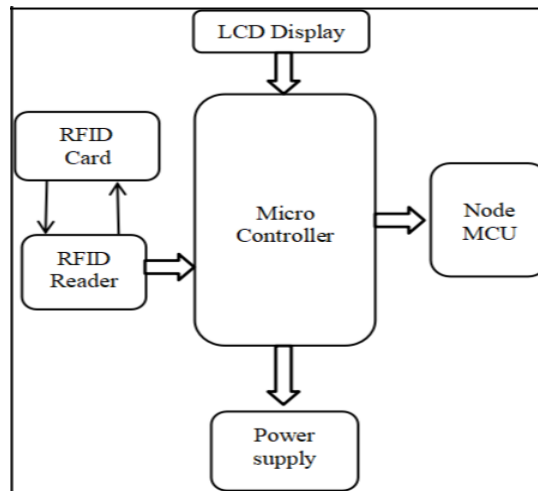 LCD Display
RFID
Card
Micro
Controller
Node
MCU
RFID
Reader
Power
supply